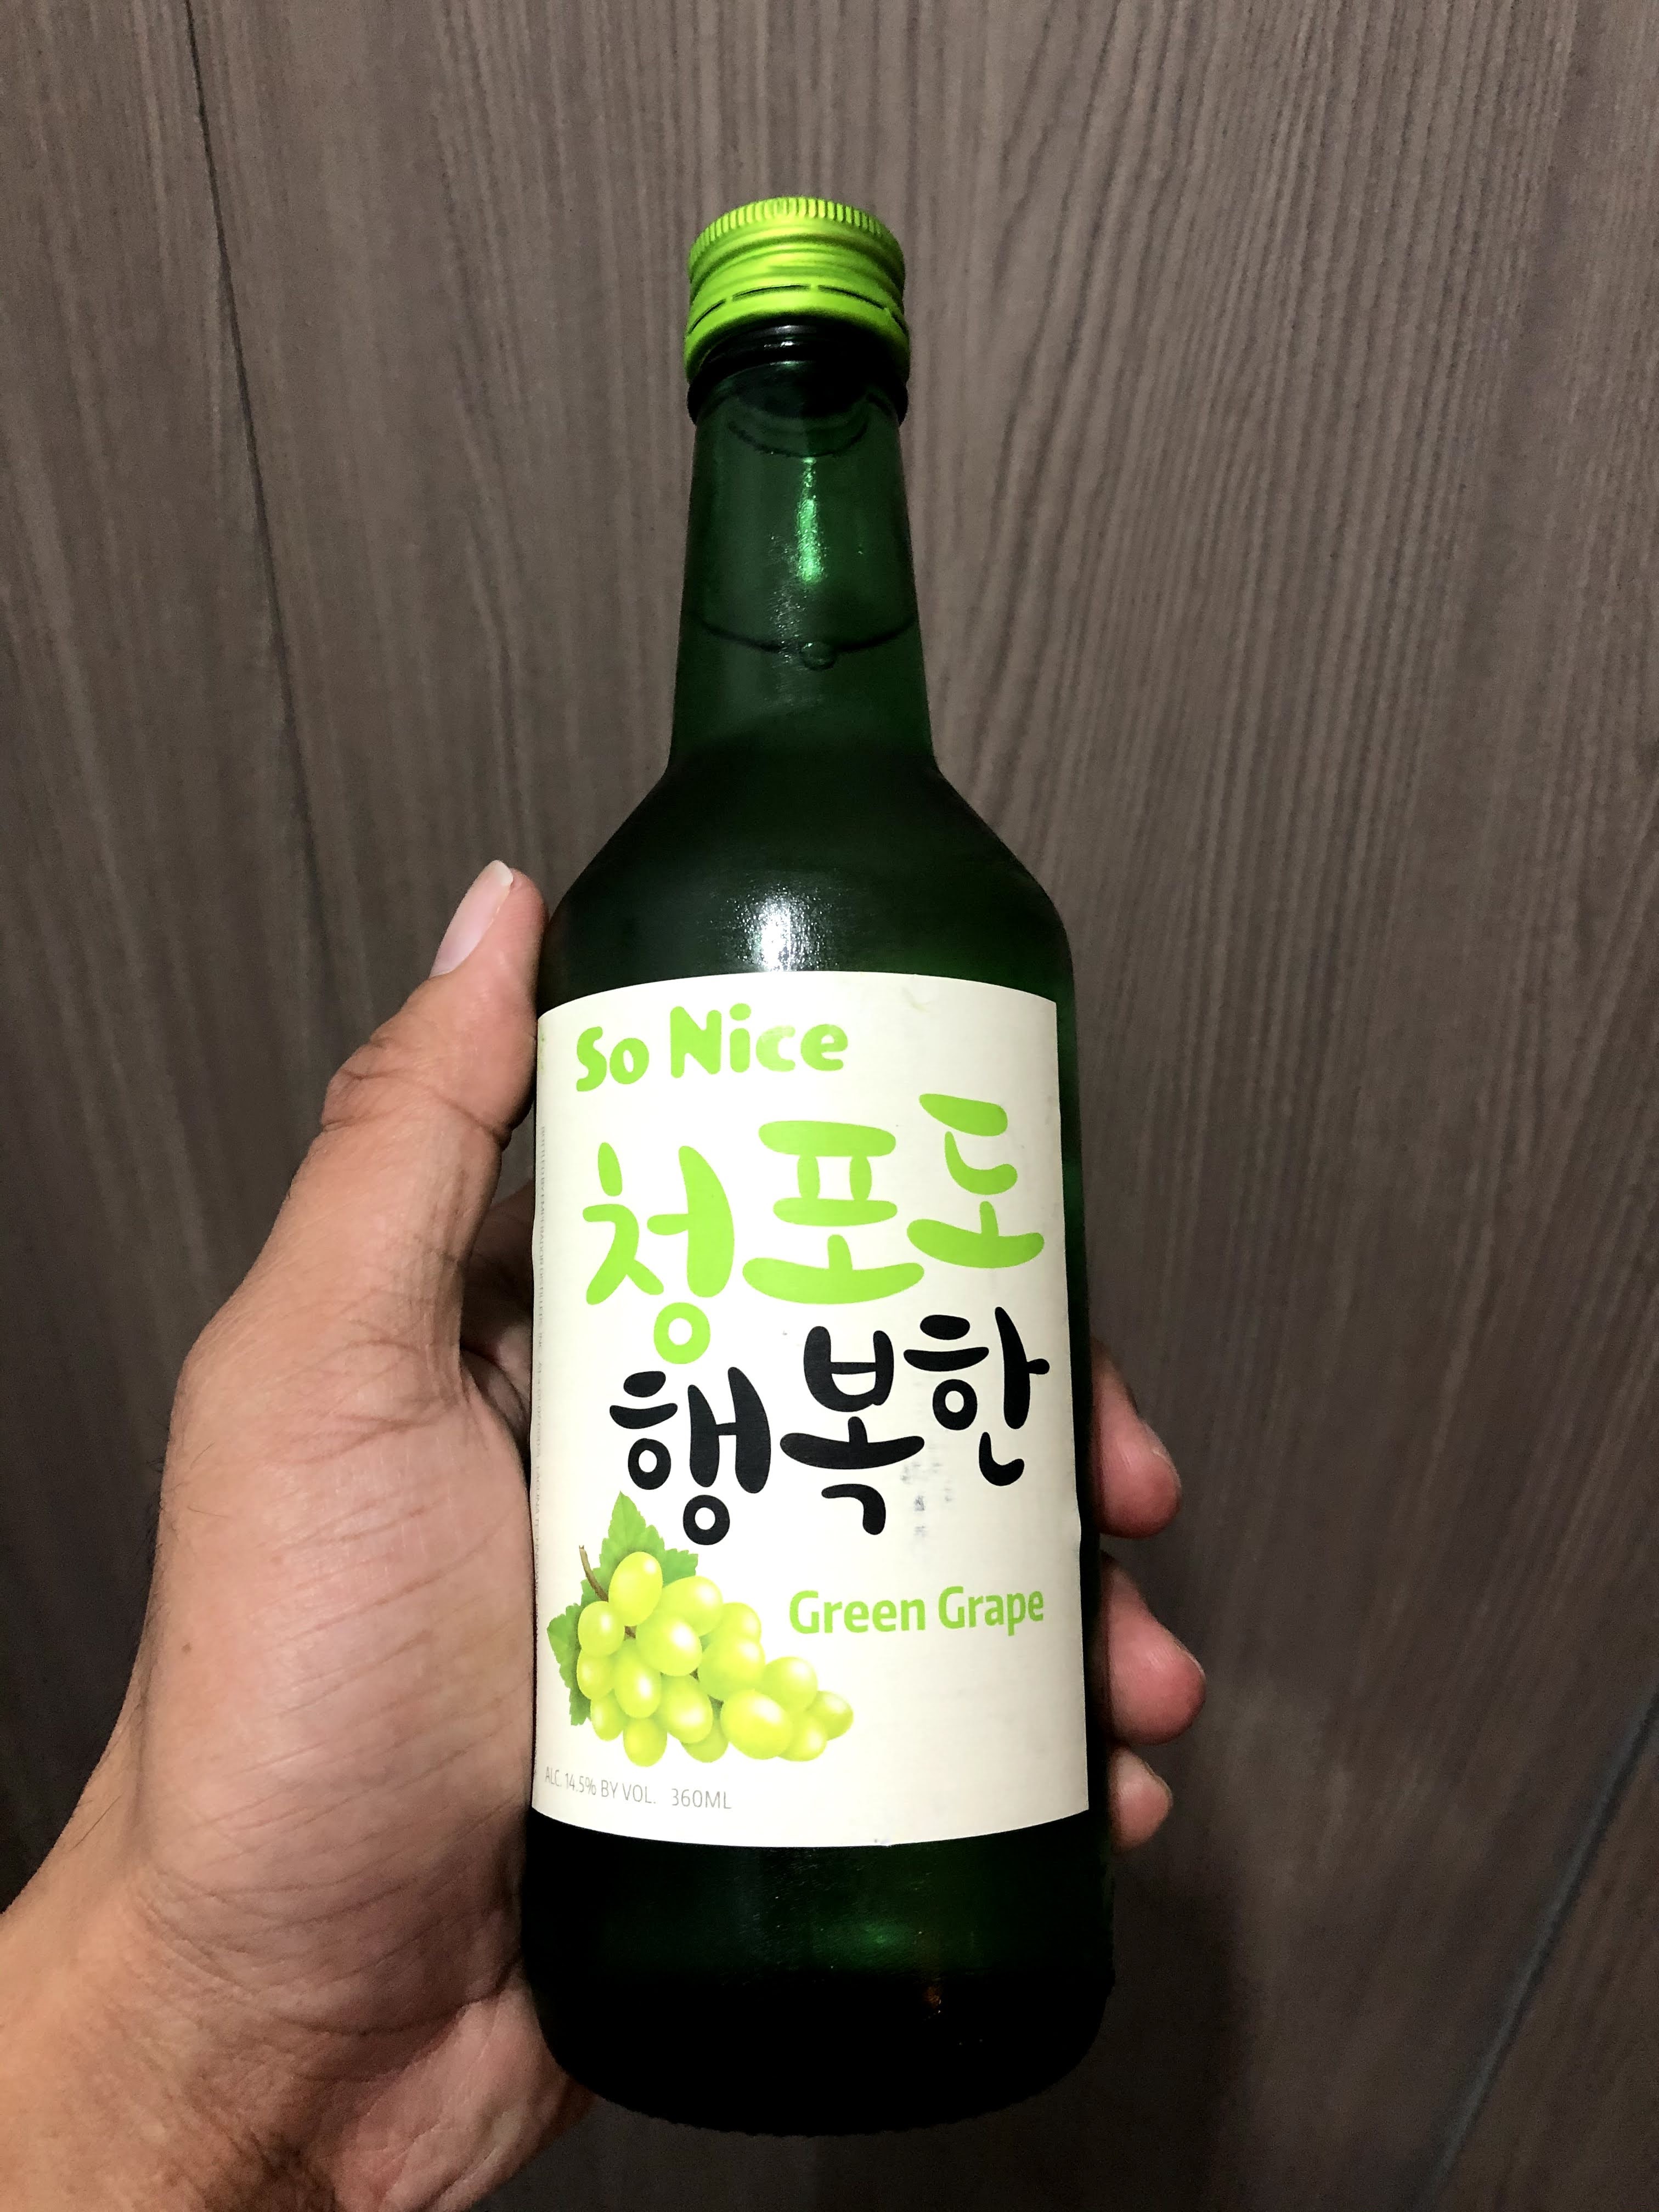 So Nice
청포도
행복한
Green Grape
ALC. 14.5% BY VOL. 360ML